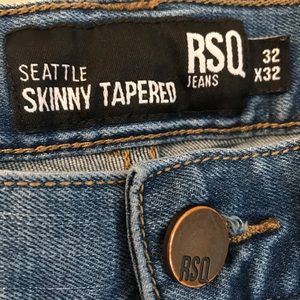 SEATTLE
SKINNY TAPERED
RSQ
JEANS
32
X32
RSQ